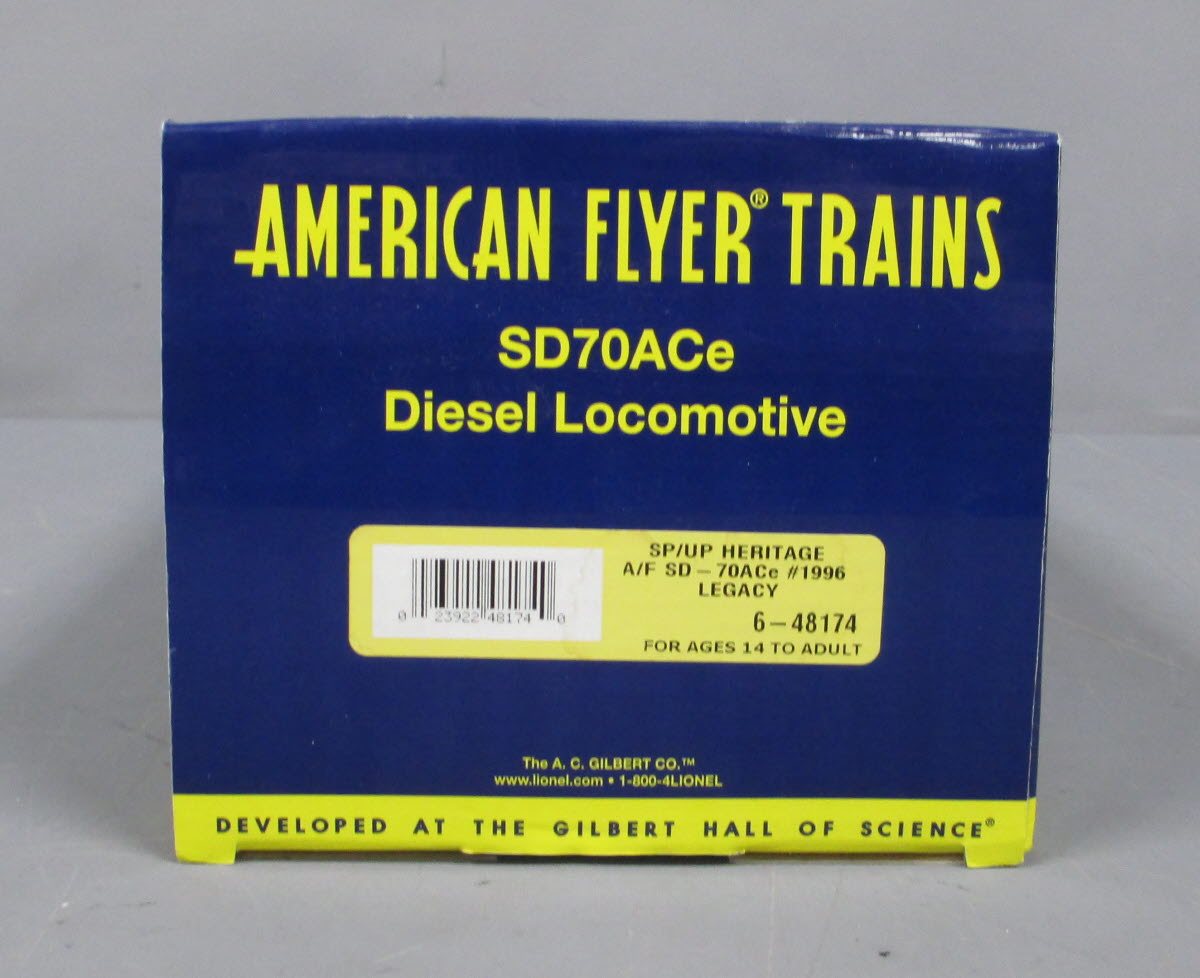 AMERICAN FLYER® TRAINS
SD70ACe
Diesel Locomotive
SP/UP HERITAGE
A/F SD-70ACe #1996
LEGACY
6-48174
FOR AGES 14 TO ADULT
0 23922 48174 0
The A. C. GILBERT CO.™
www.lionel.com • 1-800-4LIONEL
DEVELOPED AT THE GILBERT HALL OF SCIENCE®